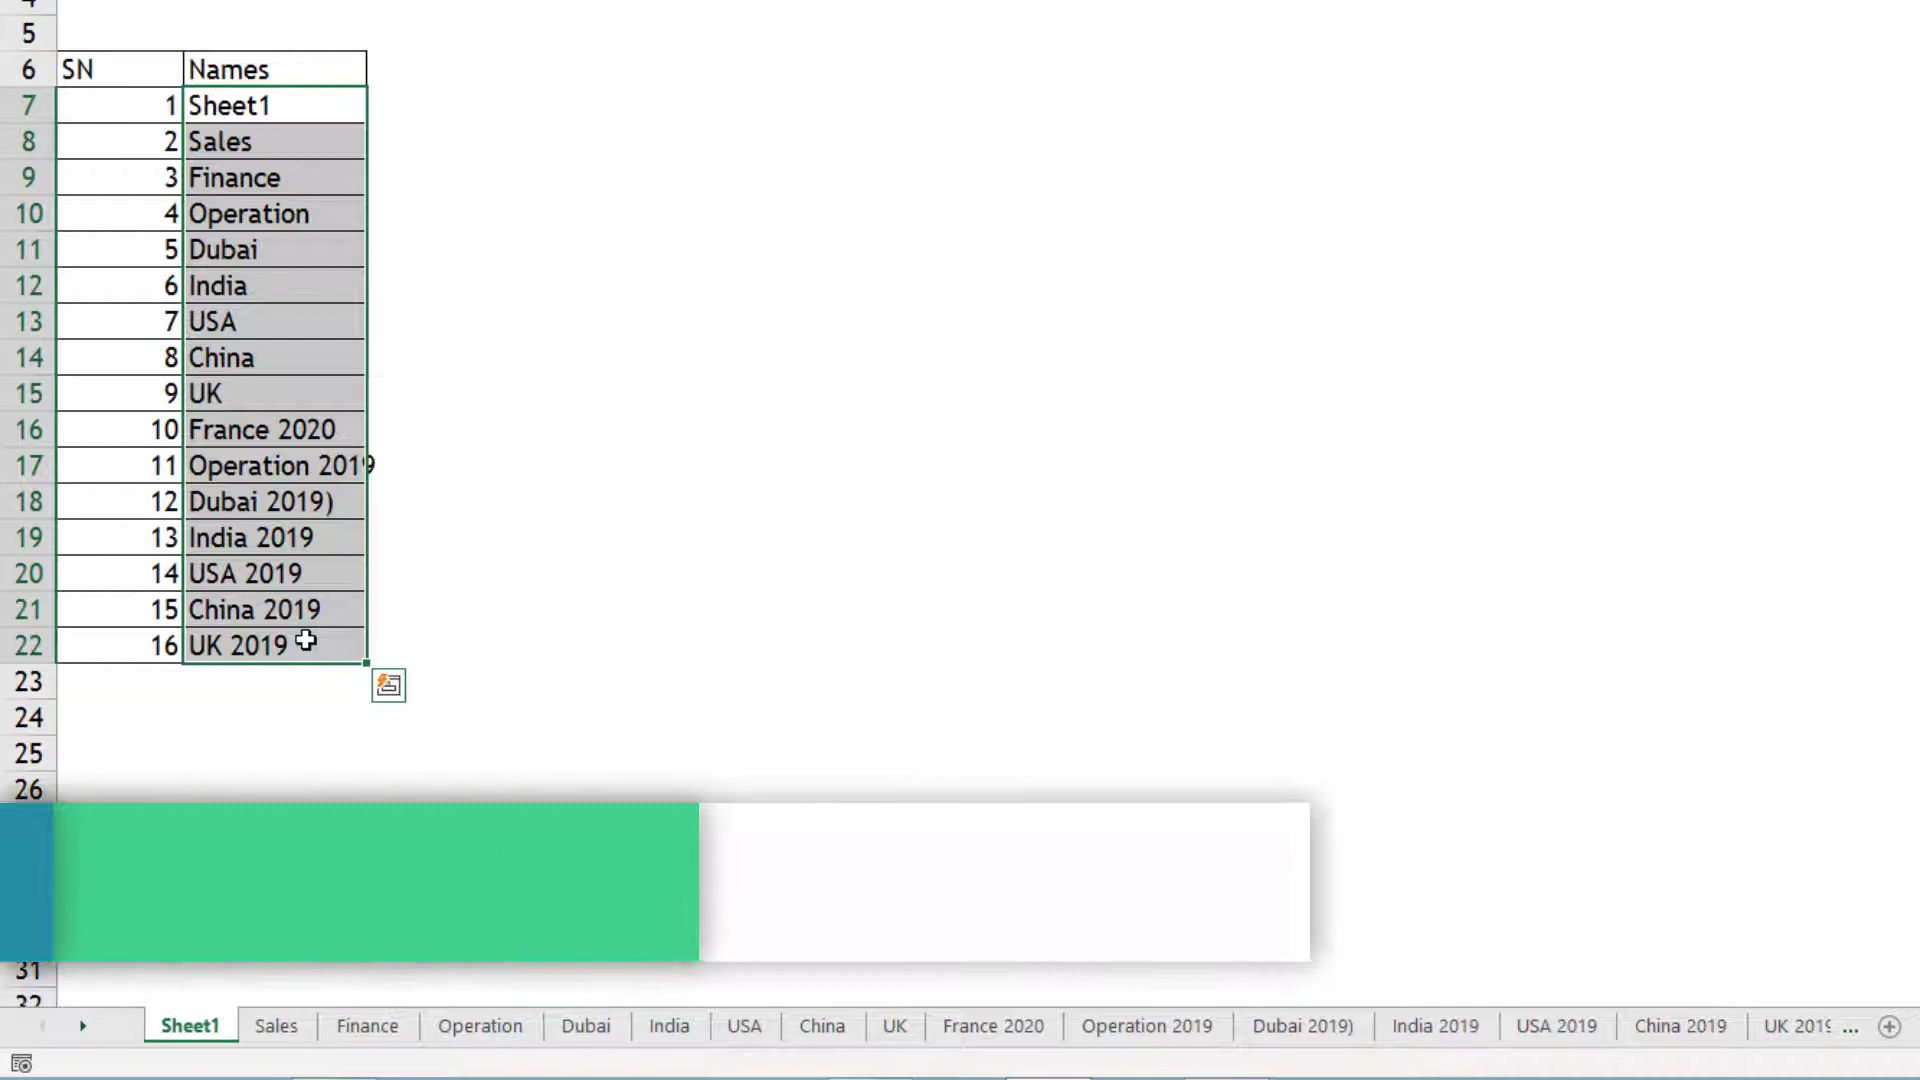 5
6 SN Names
7 1 Sheet1
8 2 Sales
9 3 Finance
10 4 Operation
11 5 Dubai
12 6 India
13 7 USA
14 8 China
15 9 UK
16 10 France 2020
17 11 Operation 2019
18 12 Dubai 2019)
19 13 India 2019
20 14 USA 2019
21 15 China 2019
22 16 UK 2019
23
24
25
26
31
32
Sheet1 Sales Finance Operation Dubai India USA China UK France 2020 Operation 2019 Dubai 2019) India 2019 USA 2019 China 2019 UK 2019 ...